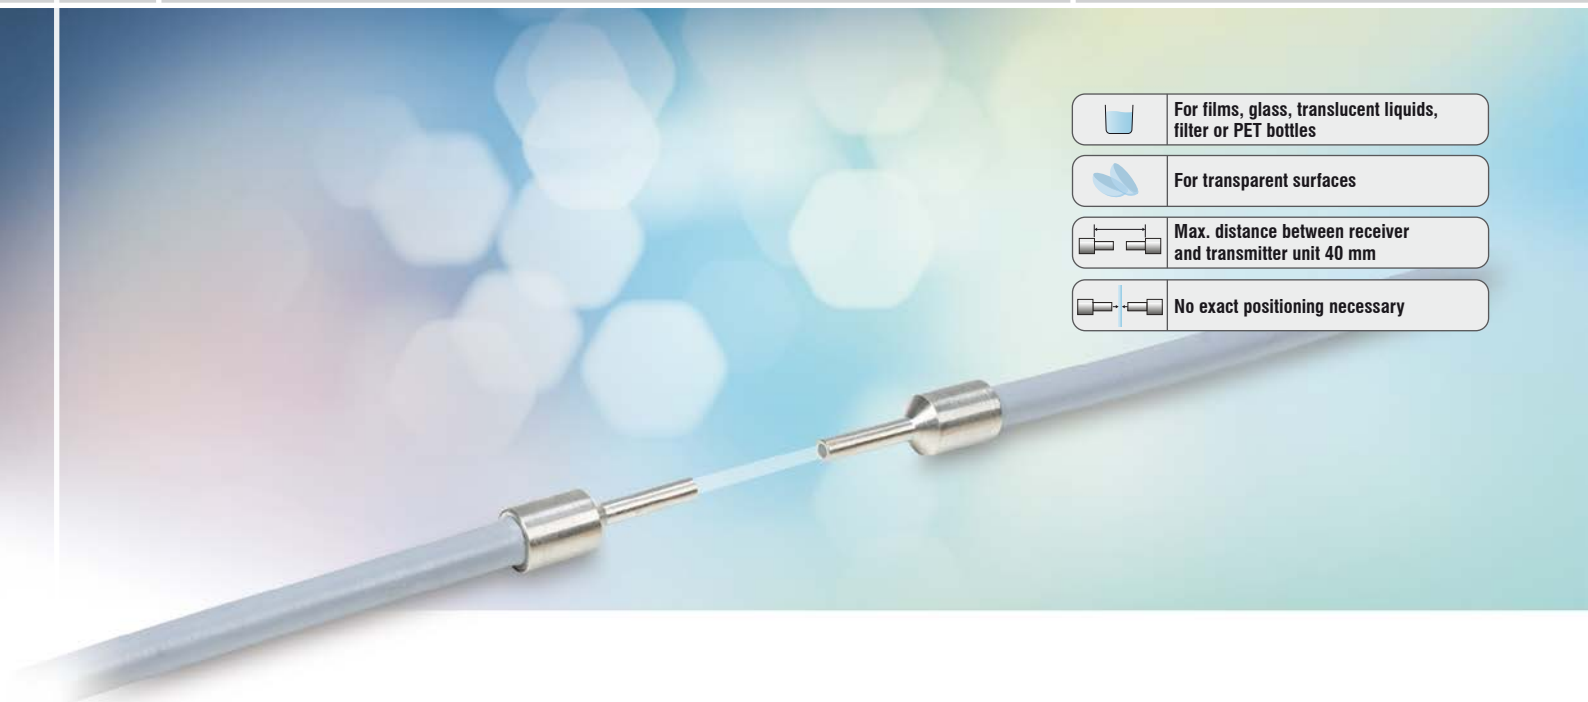 For films, glass, translucent liquids,
filter or PET bottles
For transparent surfaces
Max. distance between receiver
and transmitter unit 40 mm
No exact positioning necessary